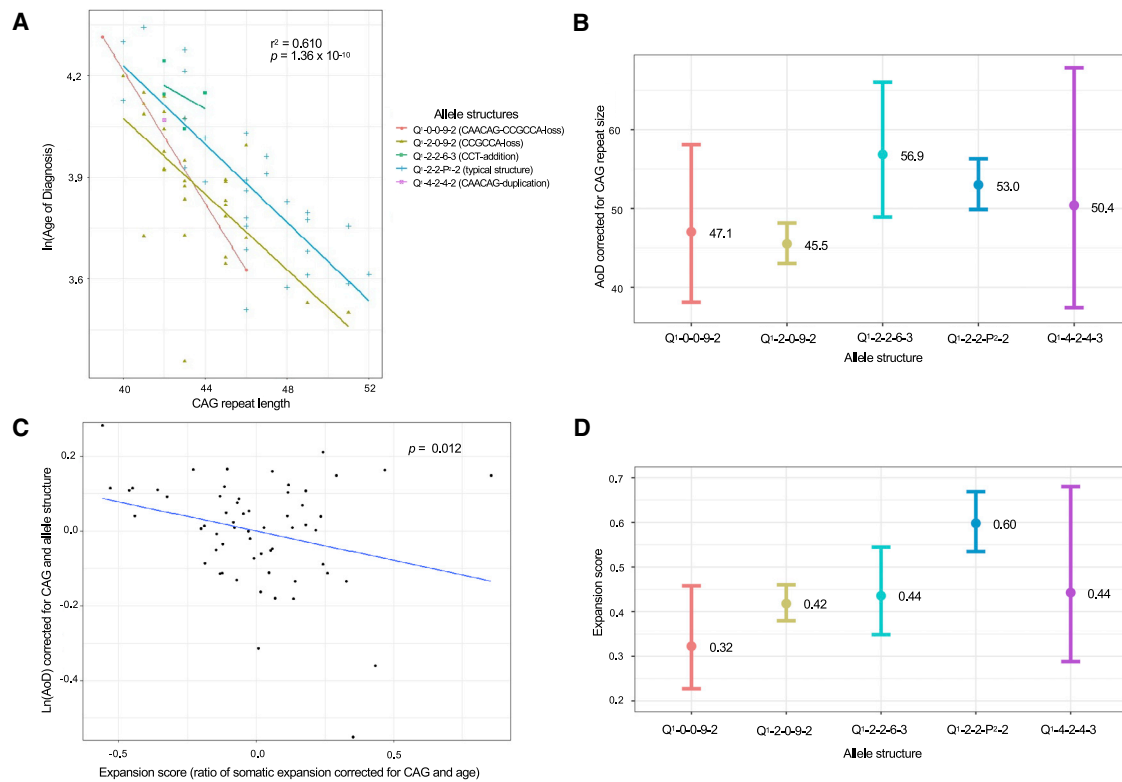 A
r² = 0.610
p = 1.36 x 10⁻¹⁰
4.2
3.9
3.6
ln(Age of Diagnosis)
40
44
48
52
CAG repeat length
Allele structures
Qⁱ-0-0-9-2 (CAACAG-CCGCCA-loss)
Qⁱ-2-0-9-2 (CCGCCA-loss)
Qⁱ-2-2-6-3 (CCT-addition)
Qⁱ-2-2-P²-2 (typical structure)
Qⁱ-4-2-4-2 (CAACAG-duplication)
B
AoD corrected for CAG repeat size
60
50
40
47.1
45.5
56.9
53.0
50.4
Q¹-0-0-9-2
Q¹-2-0-9-2
Q¹-2-2-6-3
Q¹-2-2-P²-2
Q¹-4-2-4-3
Allele structure
C
p = 0.012
Ln(AoD) corrected for CAG and allele structure
0.2
0.0
-0.2
-0.4
-0.5
0.0
0.5
Expansion score (ratio of somatic expansion corrected for CAG and age)
D
Expansion score
0.7
0.6
0.5
0.4
0.3
0.2
0.32
0.42
0.44
0.60
0.44
Q¹-0-0-9-2
Q¹-2-0-9-2
Q¹-2-2-6-3
Q¹-2-2-P²-2
Q¹-4-2-4-3
Allele structure